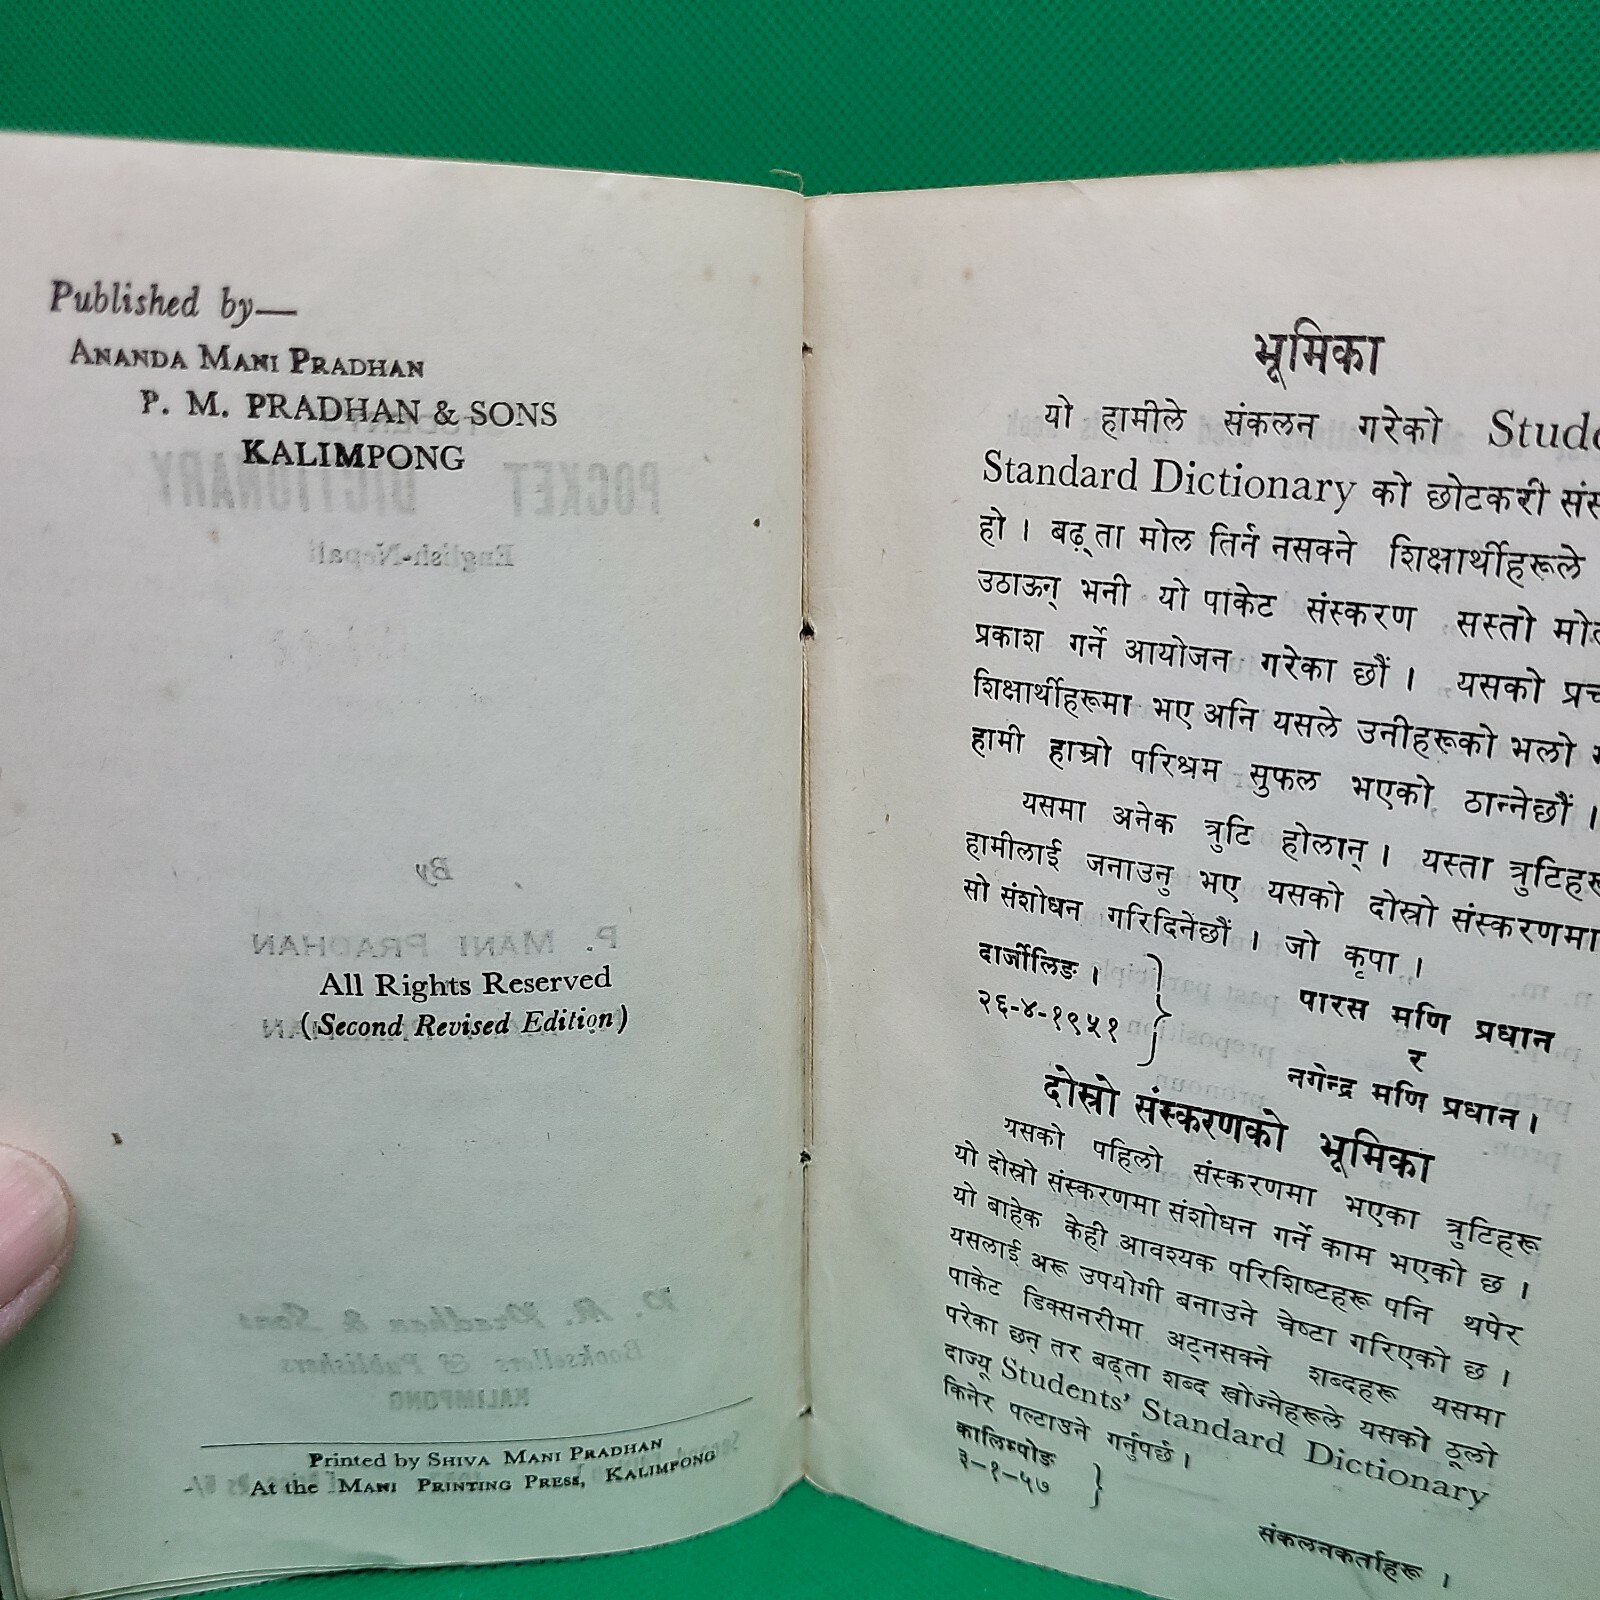 Published by—
ANANDA MANI PRADHAN
P. M. PRADHAN & SONS
KALIMPONG
All Rights Reserved
(Second Revised Edition)
Printed by SHIVA MANI PRADHAN
At the MANI PRINTING PRESS, KALIMPONG
भूमिका
यो हामीले संकलन गरेको
Standard Dictionary को छोटकरी
हो । बढ्ता मोल तिर्न नसक्ने शिक्षार्थीहरूले
उठाऊन् भनी यो पाकेट संस्करण सस्तो
प्रकाश गर्ने आयोजन गरेका छौं । यसको
शिक्षार्थीहरूमा भए अनि यसले उनीहरूको भलो
हामी हाम्रो परिश्रम सुफल भएको ठान्नेछौं ।
यसमा अनेक त्रुटि होलान् । यस्ता
हामीलाई जनाउनु भए यसको दोस्रो संस्करणमा
सो संशोधन गरिदिनेछौं । जो कृपा ।
दार्जीलिङ ।
२६-४-१९५१
पारस मणि प्रधान
र
नगेन्द्र मणि प्रधान ।
दोस्रो संस्करणको भूमिका
यसको पहिलो संस्करणमा भएका त्रुटिहरू
यो दोस्रो संस्करणमा संशोधन गर्ने काम भएको छ ।
यो बाहेक केही आवश्यक परिशिष्टहरू पनि थपेर
यसलाई अरू उपयोगी बनाउने चेष्टा गरिएको छ ।
पाकेट डिक्सनरीमा अट्नसक्ने शब्दहरू यसमा
परेका छन् तर बढ्ता शब्द खोज्नेहरूले यसको ठूलो
दाज्यू Students' Standard Dictionary
किनेर पल्टाउने गर्नुपर्छ ।
कालिम्पोङ
३-१-५७
संकलनकर्ताहरू ।